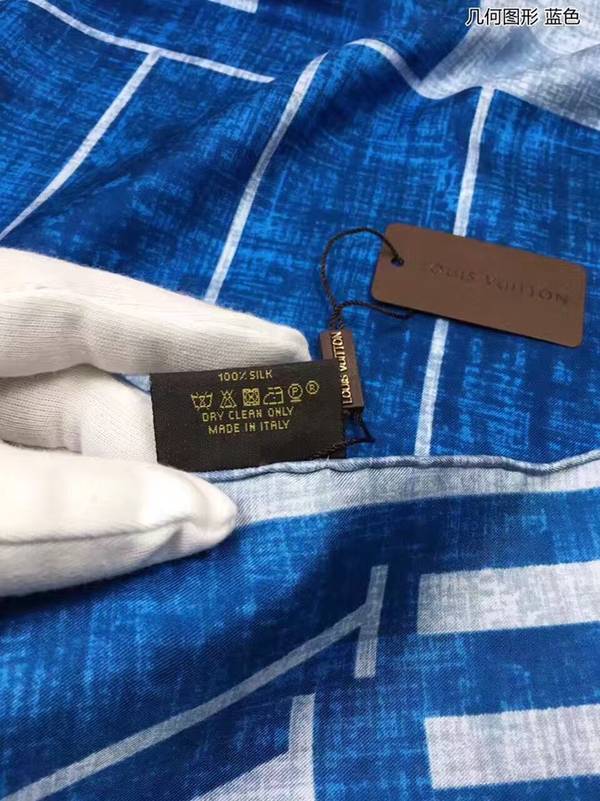 几何图形 蓝色
LOUIS VUITTON
LOUIS VUITTON
100% SILK
P ®
DRY CLEAN ONLY
MADE IN ITALY